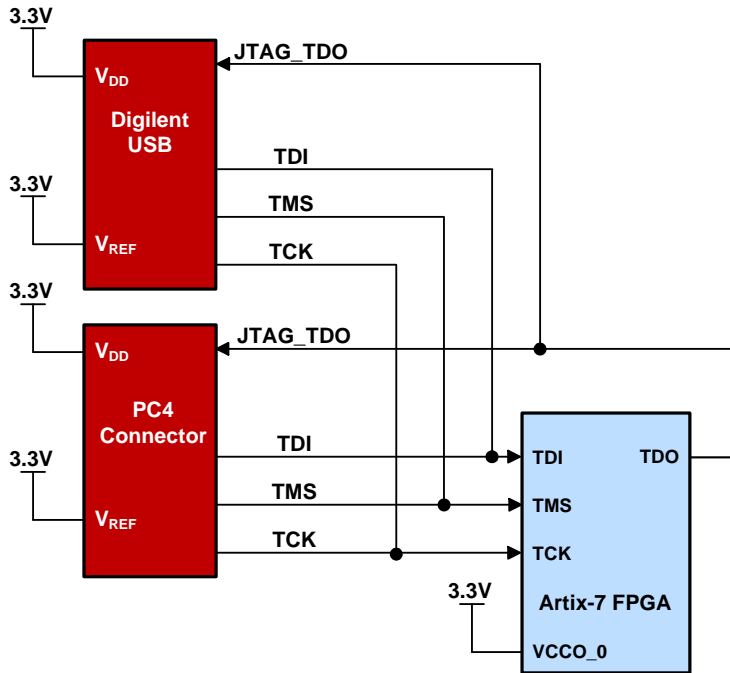 3.3V
JTAG_TDO
VDD
Digilent
USB
TDI
3.3V
TMS
VREF
TCK
3.3V
JTAG_TDO
VDD
PC4
Connector
TDI
TDI
TDO
3.3V
TMS
TMS
VREF
TCK
TCK
3.3V
Artix-7 FPGA
VCCO_0